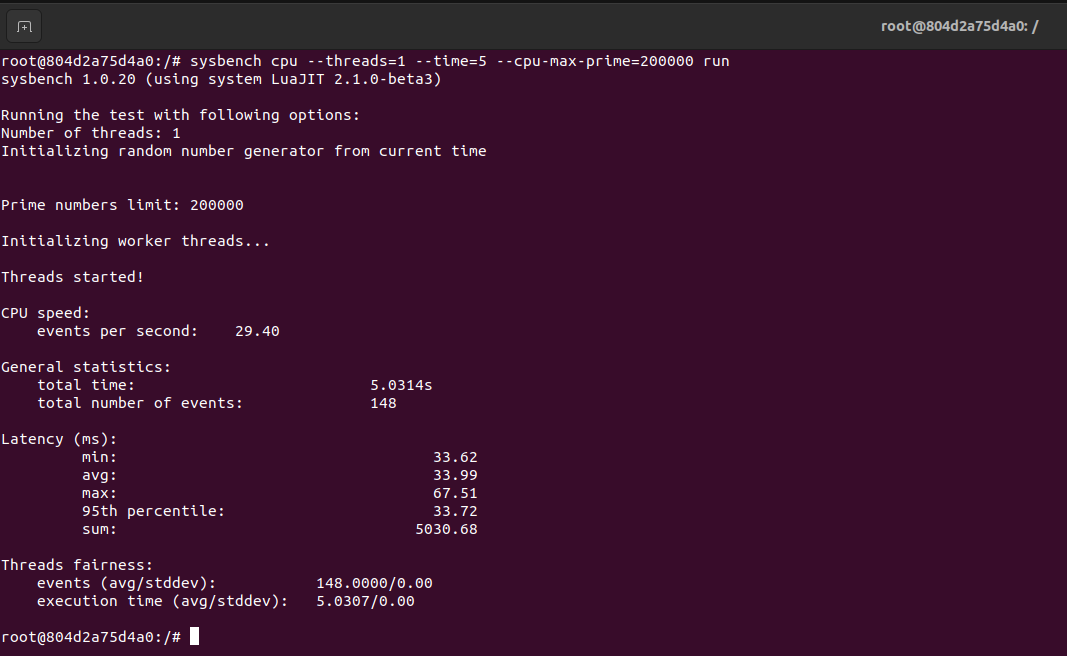 root@804d2a75d4a0: /
root@804d2a75d4a0:/# sysbench cpu --threads=1 --time=5 --cpu-max-prime=200000 run
sysbench 1.0.20 (using system LuaJIT 2.1.0-beta3)
Running the test with following options:
Number of threads: 1
Initializing random number generator from current time
Prime numbers limit: 200000
Initializing worker threads...
Threads started!
CPU speed:
events per second: 29.40
General statistics:
total time: 5.0314s
total number of events: 148
Latency (ms):
min: 33.62
avg: 33.99
max: 67.51
95th percentile: 33.72
sum: 5030.68
Threads fairness:
events (avg/stddev): 148.0000/0.00
execution time (avg/stddev): 5.0307/0.00
root@804d2a75d4a0:/#